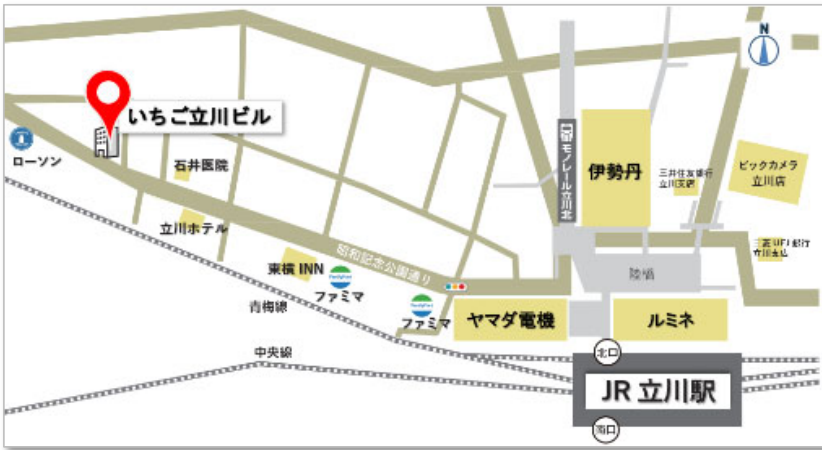 N
いちご立川ビル
ローソン
石井医院
立川ホテル
東横 INN
ファミマ
昭和記念公園通り
ファミマ
青梅線
中央線
モノレール立川北
伊勢丹
三井住友銀行
立川支店
ビックカメラ
立川店
三菱UFJ銀行
立川支店
陸橋
ヤマダ電機
ルミネ
北口
JR 立川駅
南口